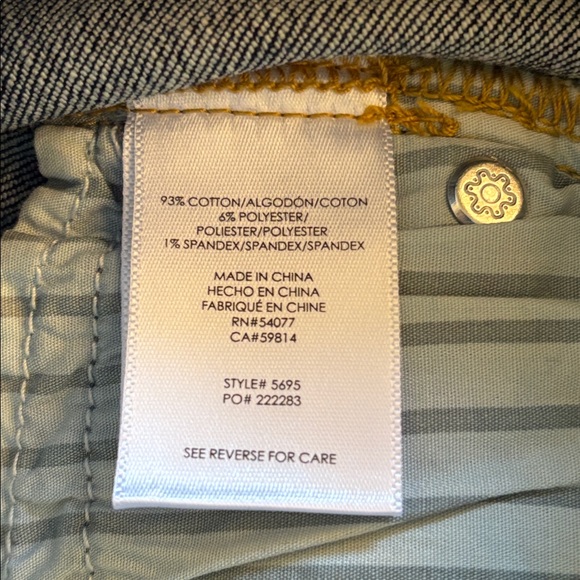 93% COTTON/ALGODÓN/COTON
6% POLYESTER/
POLIESTER/POLYESTER
1% SPANDEX/SPANDEX/SPANDEX
MADE IN CHINA
HECHO EN CHINA
FABRIQUÉ EN CHINE
RN#54077
CA#59814
STYLE# 5695
PO# 222283
SEE REVERSE FOR CARE